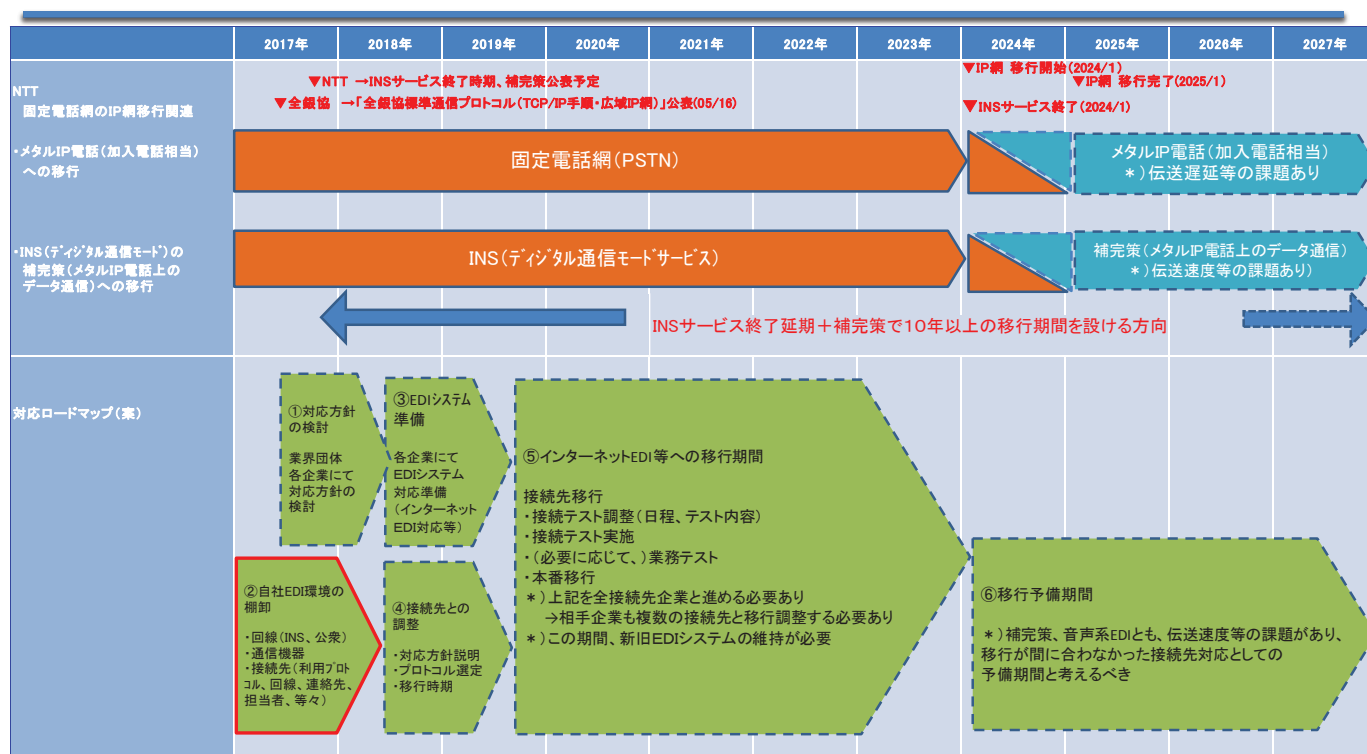 2017年 2018年 2019年 2020年 2021年 2022年 2023年 2024年 2025年 2026年 2027年
NTT
固定電話網のIP網移行関連
・メタルIP電話(加入電話相当)
への移行
・INS(ディジタル通信モード)の
補完策(メタルIP電話上の
データ通信)への移行
▼NTT →INSサービス終了時期、補完策公表予定
▼全銀協 →「全銀協標準通信プロトコル(TCP/IP手順・広域IP網)」公表(05/16)
▼IP網 移行開始(2024/1)
▼IP網 移行完了(2025/1)
▼INSサービス終了(2024/1)
固定電話網(PSTN)
メタルIP電話(加入電話相当)
*)伝送遅延等の課題あり
INS(ディジタル通信モードサービス)
補完策(メタルIP電話上のデータ通信)
*)伝送速度等の課題あり)
INSサービス終了延期+補完策で10年以上の移行期間を設ける方向
対応ロードマップ(案)
①対応方針
の検討
業界団体
各企業にて
対応方針の
検討
②自社EDI環境の
棚卸
・回線(INS、公衆)
・通信機器
・接続先(利用プロト
コル、回線、連絡先、
担当者、等々)
③EDIシステム
準備
各企業にて
EDIシステム
対応準備
(インターネット
EDI対応等)
④接続先との
調整
・対応方針説明
・プロトコル選定
・移行時期
⑤インターネットEDI等への移行期間
接続先移行
・接続テスト調整(日程、テスト内容)
・接続テスト実施
・(必要に応じて、)業務テスト
・本番移行
*)上記を全接続先企業と進める必要あり
→相手企業も複数の接続先と移行調整する必要あり
*)この期間、新旧EDIシステムの維持が必要
⑥移行予備期間
*)補完策、音声系EDIとも、伝送速度等の課題があり、
移行が間に合わなかった接続先対応としての
予備期間と考えるべき